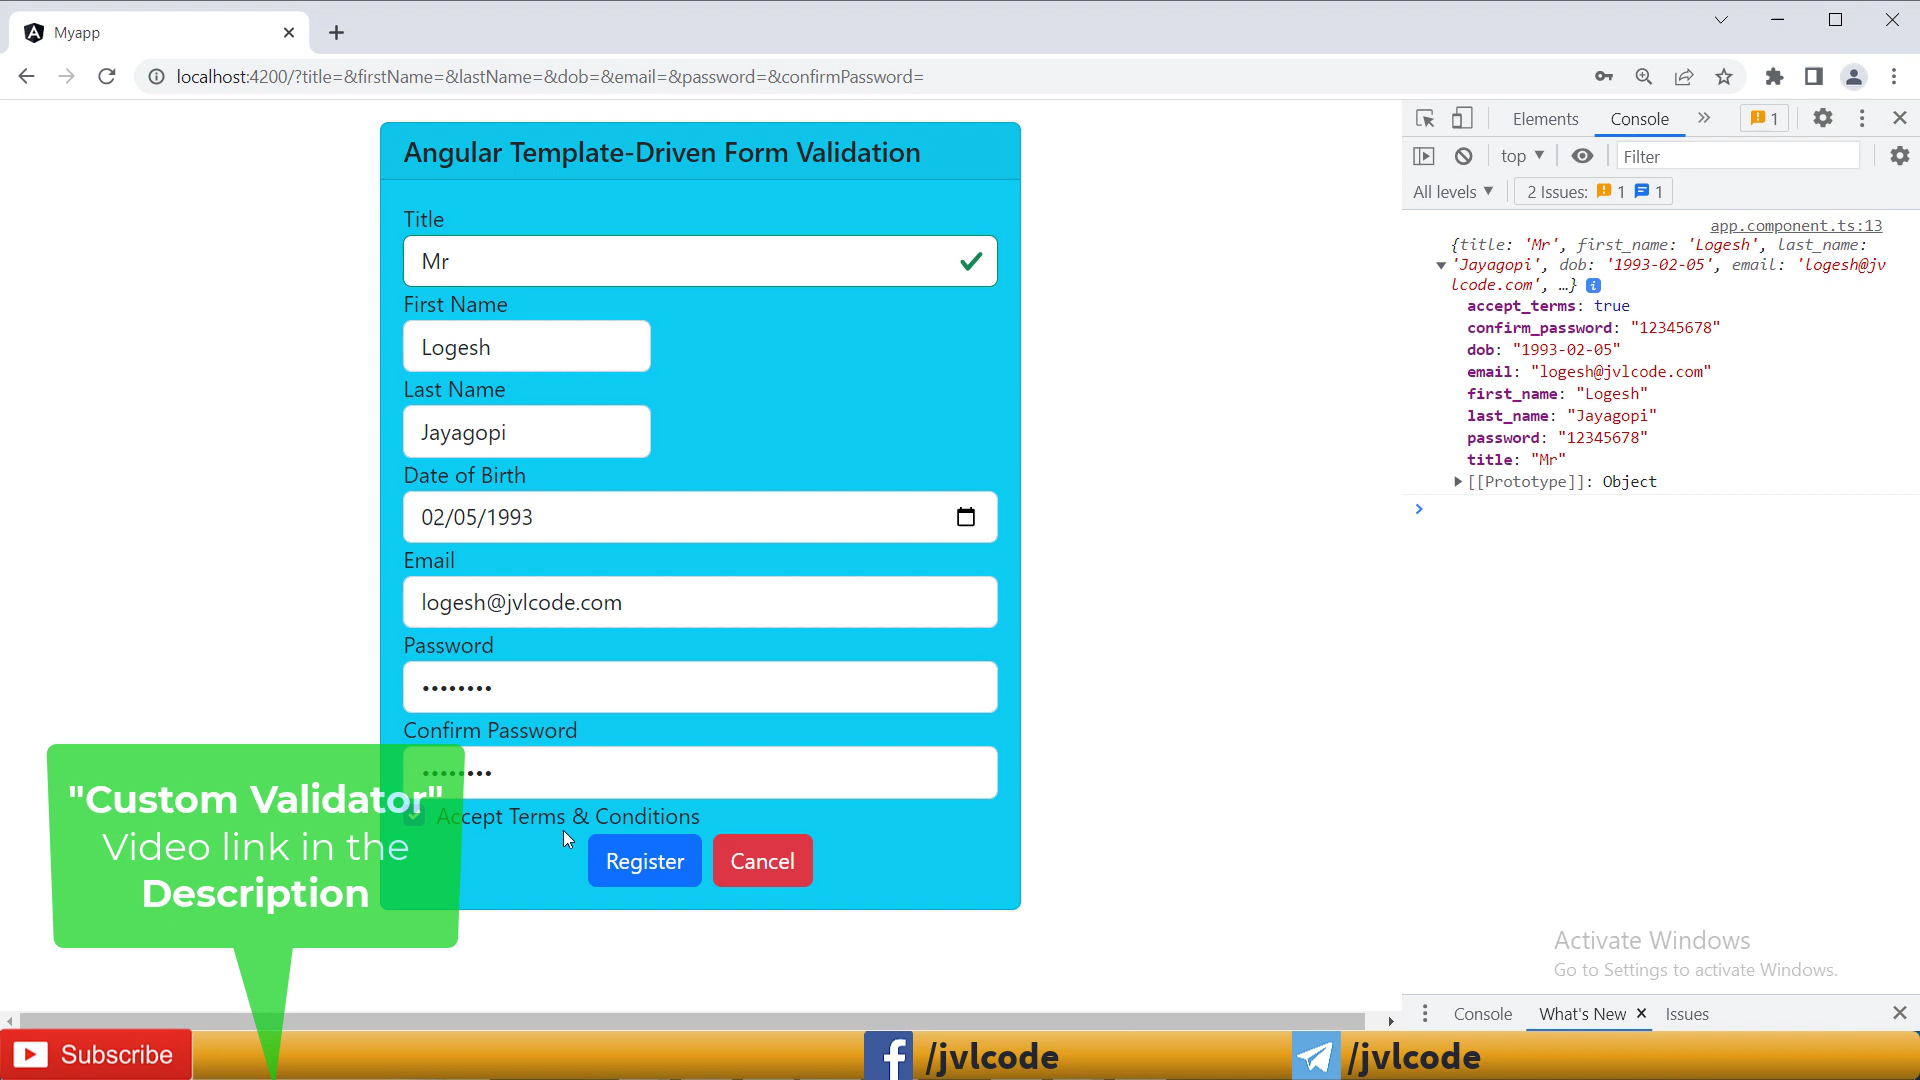 Myapp
localhost:4200/?title=&firstName=&lastName=&dob=&email=&password=&confirmPassword=
Angular Template-Driven Form Validation
Title
Mr
First Name
Logesh
Last Name
Jayagopi
Date of Birth
02/05/1993
Email
logesh@jvlcode.com
Password
••••••••
Confirm Password
••••••••
Accept Terms & Conditions
Register
Cancel
"Custom Validator"
Video link in the
Description
Elements
Console
1
top
Filter
All levels
2 Issues:
1
1
app.component.ts:13
{title: 'Mr', first_name: 'Logesh', last_name:
'Jayagopi', dob: '1993-02-05', email: 'logesh@jv
lcode.com', …}
accept_terms: true
confirm_password: "12345678"
dob: "1993-02-05"
email: "logesh@jvlcode.com"
first_name: "Logesh"
last_name: "Jayagopi"
password: "12345678"
title: "Mr"
[[Prototype]]: Object
Activate Windows
Go to Settings to activate Windows.
Console
What's New
Issues
Subscribe
/jvlcode
/jvlcode